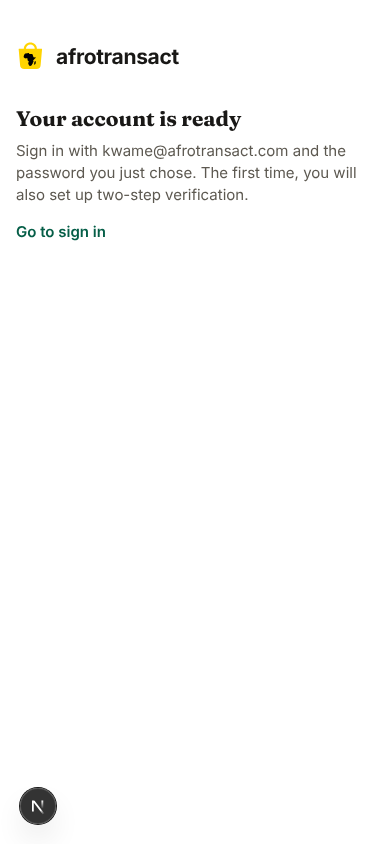 afrotransact
Your account is ready
Sign in with kwame@afrotransact.com and the
password you just chose. The first time, you will
also set up two-step verification.
Go to sign in
N